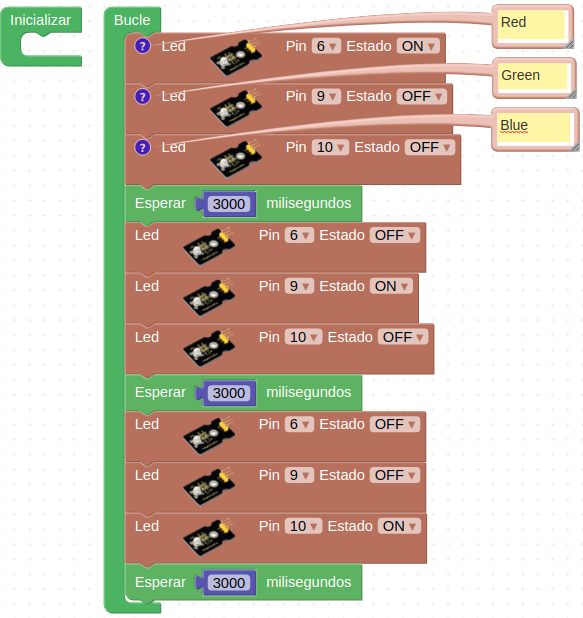 Inicializar
Bucle
? Led Pin 6 Estado ON
Red
? Led Pin 9 Estado OFF
Green
? Led Pin 10 Estado OFF
Blue
Esperar 3000 milisegundos
Led Pin 6 Estado OFF
Led Pin 9 Estado ON
Led Pin 10 Estado OFF
Esperar 3000 milisegundos
Led Pin 6 Estado OFF
Led Pin 9 Estado OFF
Led Pin 10 Estado ON
Esperar 3000 milisegundos